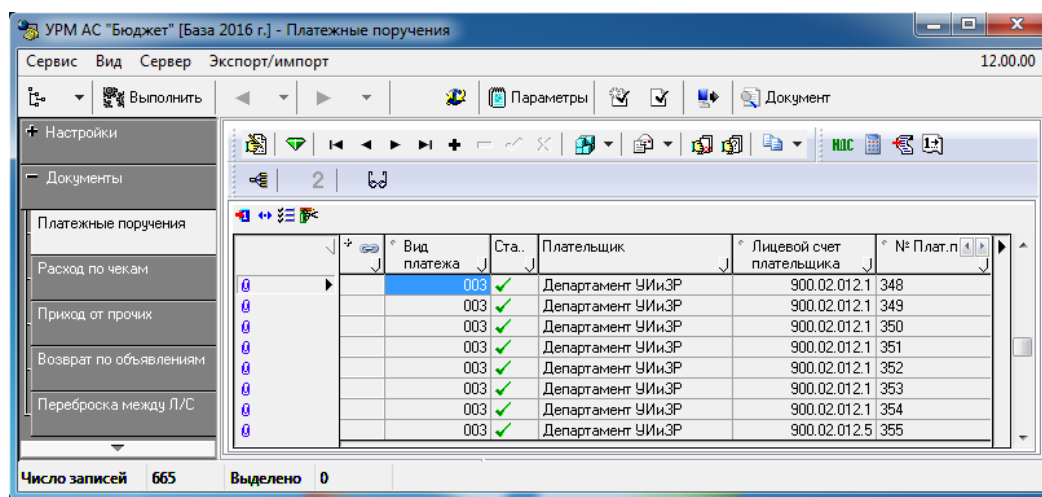 УРМ АС "Бюджет" [База 2016 г.] - Платежные поручения
Сервис Вид Сервер Экспорт/импорт 12.00.00
Выполнить Параметры Документ
Настройки
Документы
Платежные поручения
Расход по чекам
Приход от прочих
Возврат по объявлениям
Переброска между Л/С
НДС
2
Вид платежа Ста.. Плательщик Лицевой счет плательщика № Плат.п
003 Департамент УИиЗР 900.02.012.1 348
003 Департамент УИиЗР 900.02.012.1 349
003 Департамент УИиЗР 900.02.012.1 350
003 Департамент УИиЗР 900.02.012.1 351
003 Департамент УИиЗР 900.02.012.1 352
003 Департамент УИиЗР 900.02.012.1 353
003 Департамент УИиЗР 900.02.012.1 354
003 Департамент УИиЗР 900.02.012.5 355
Число записей 665 Выделено 0